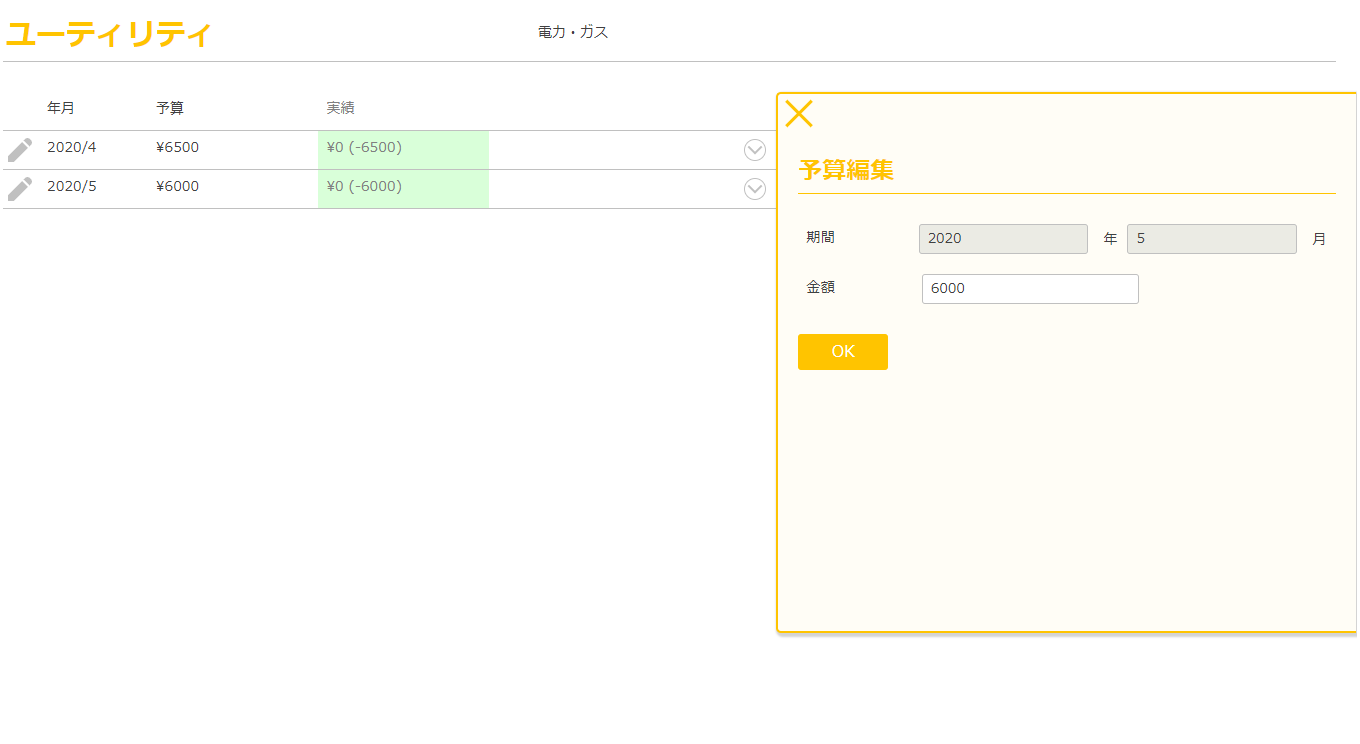 ユーティリティ 電力・ガス
年月 予算 実績
2020/4 ¥6500 ¥0 (-6500)
2020/5 ¥6000 ¥0 (-6000)
予算編集
期間 2020 年 5 月
金額 6000
OK